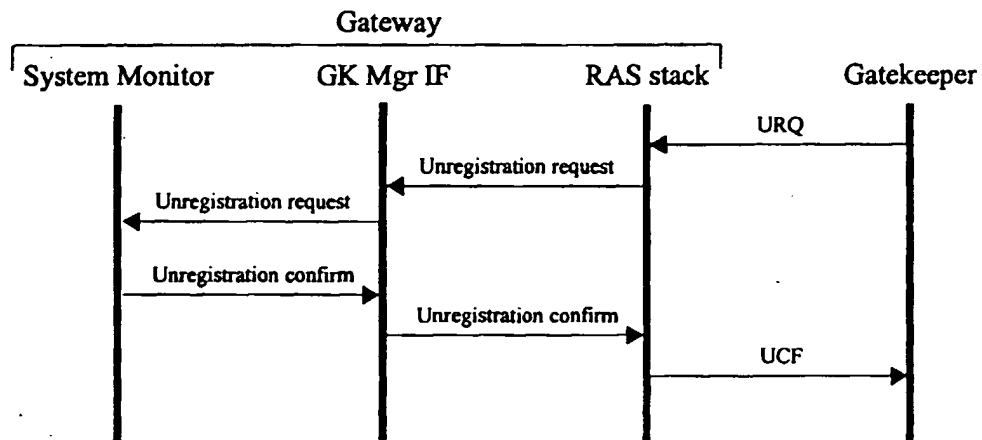 Gateway
System Monitor
GK Mgr IF
RAS stack
Gatekeeper
URQ
Unregistration request
Unregistration request
Unregistration confirm
Unregistration confirm
UCF